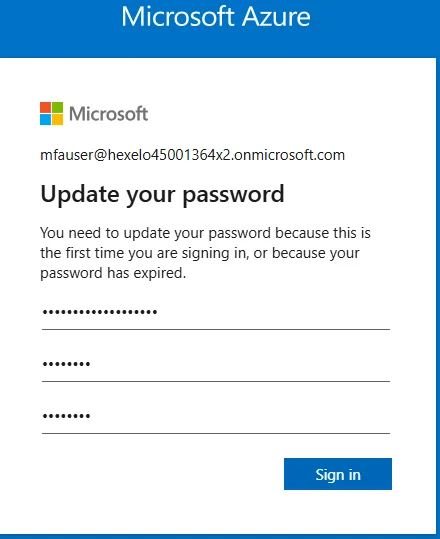 Microsoft Azure
Microsoft
mfauser@hexelo45001364x2.onmicrosoft.com
Update your password
You need to update your password because this is
the first time you are signing in, or because your
password has expired.
•••••••••••••••••••
••••••••
••••••••
Sign in